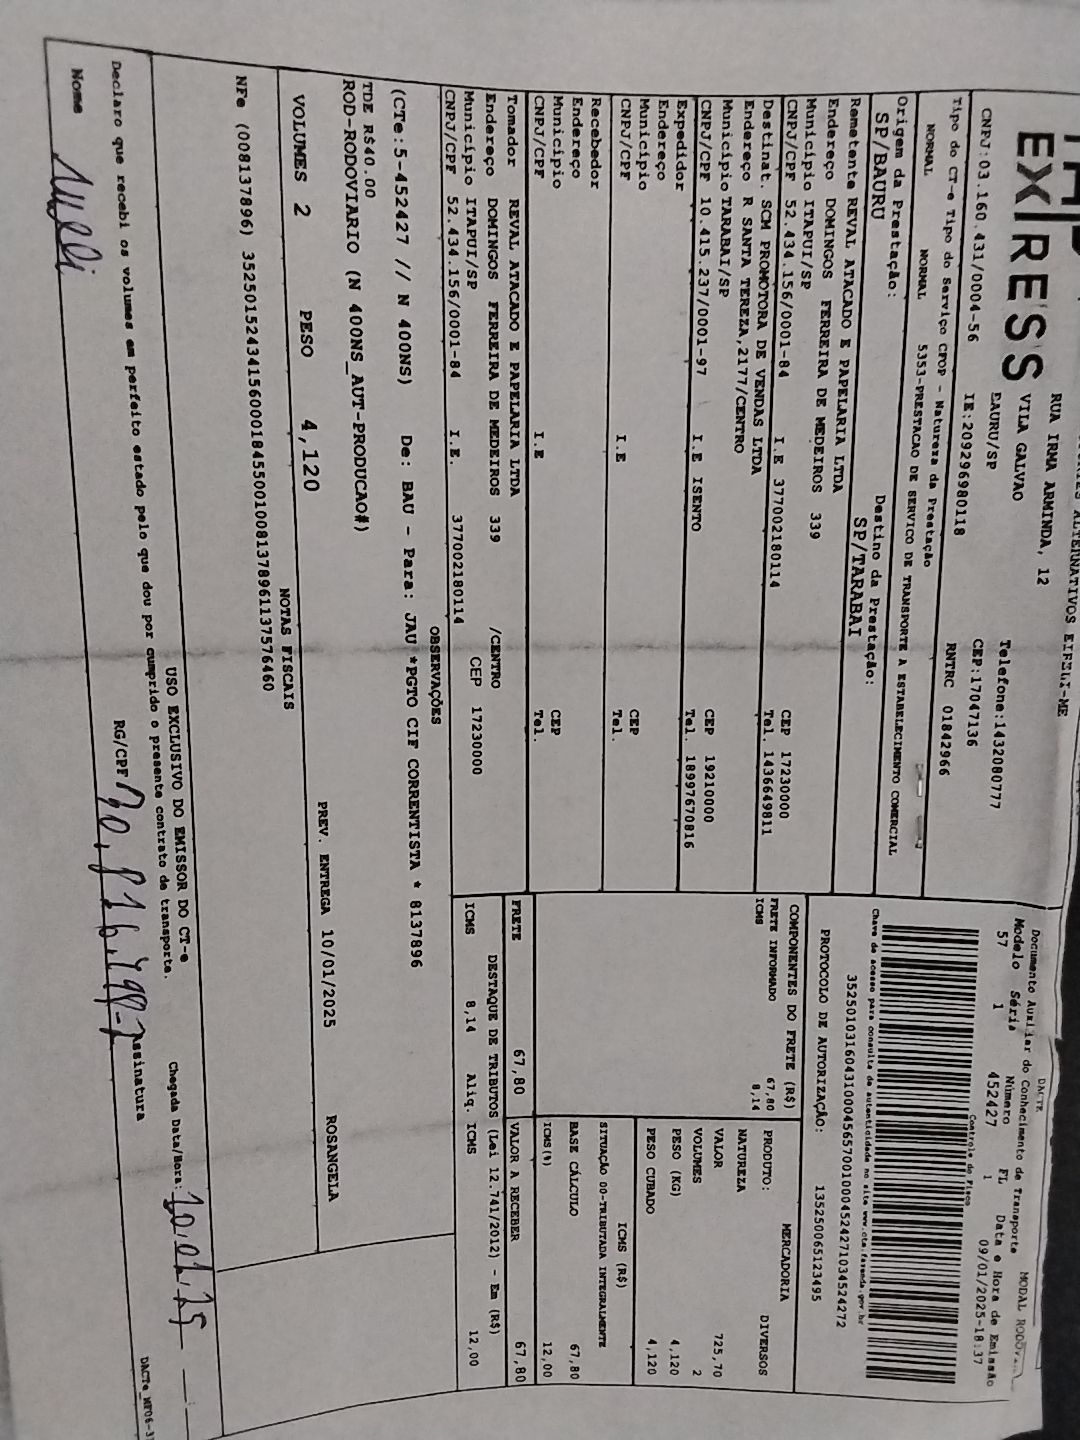 EX RESS
RUA IRMA ARMINDA, 12
VILA GALVAO
BAURU/SP
Telefone:1432080777
CEP:17047136
CNPJ:03.160.431/0004-56 IE:209296980118 RNTRC 01842966
Tipo do CT-e Tipo do Serviço CFOP - Natureza da Prestação
NORMAL NORMAL 5353-PRESTACAO DE SERVICO DE TRANSPORTE A ESTABELECIMENTO COMERCIAL
Origem da Prestação: Destino da Prestação:
SP/BAURU SP/TARABAI
Remetente REVAL ATACADO E PAPELARIA LTDA
Endereço DOMINGOS FERREIRA DE MEDEIROS 339
Municipio ITAPUI/SP CEP 17230000
CNPJ/CPF 52.434.156/0001-84 I.E 377002180114 Tel. 1436649811
Destinat. SCM PROMOTORA DE VENDAS LTDA
Endereço R SANTA TEREZA,2177/CENTRO
Municipio TARABAI/SP CEP 19210000
CNPJ/CPF 10.415.237/0001-97 I.E ISENTO Tel. 18997670816
Expedidor
Endereço
Municipio CEP
CNPJ/CPF I.E Tel.
Recebedor
Endereço
Municipio CEP
CNPJ/CPF I.E Tel.
Tomador REVAL ATACADO E PAPELARIA LTDA
Endereço DOMINGOS FERREIRA DE MEDEIROS 339 /CENTRO
Municipio ITAPUI/SP CEP 17230000
CNPJ/CPF 52.434.156/0001-84 I.E. 377002180114
DACTE MODAL
Documento Auxiliar do Conhecimento de Transporte
Modelo Série Número FL Data e Hora de Emissão
57 1 452427 1 09/01/2025-18:37
Controle do Fisco
Chave de acesso para consulta de autenticidade no site www.cte.fazenda.gov.br
35250103160431000456570010004524271034524272
PROTOCOLO DE AUTORIZAÇÃO: 135250065123495
COMPONENTES DO FRETE (R$)
FRETE INFORMADO 67,80
ICMS 8,14
MERCADORIA
PRODUTO: DIVERSOS
NATUREZA
VALOR 725,70
VOLUMES 2
PESO (KG) 4,120
PESO CUBADO 4,120
ICMS (R$)
SITUAÇÃO 00-TRIBUTADA INTEGRALMENTE
BASE CÁLCULO 67,80
ICMS(%) 12,00
FRETE 67,80 VALOR A RECEBER 67,80
DESTAQUE DE TRIBUTOS (Lei 12.741/2012) - Em (R$)
ICMS 8,14 Aliq. ICMS 12,00
OBSERVAÇÕES
(CTe:5-452427 // N 400NS) De: BAU - Para: JAU *PGTO CIF CORRENTISTA * 8137896
TDE R$40.00
ROD-RODOVIARIO (N 400NS_AUT-PRODUCAO#)
VOLUMES 2 PESO 4,120 PREV. ENTREGA 10/01/2025 ROSANGELA
NOTAS FISCAIS
NFe (008137896) 35250152434156000184550010081378961137576460
USO EXCLUSIVO DO EMISSOR DO CT-e
Declaro que recebi os volumes em perfeito estado pelo que dou por cumprido o presente contrato de transporte.
Chegada Data/Hora: 10.01.25
Nome RG/CPF Assinatura